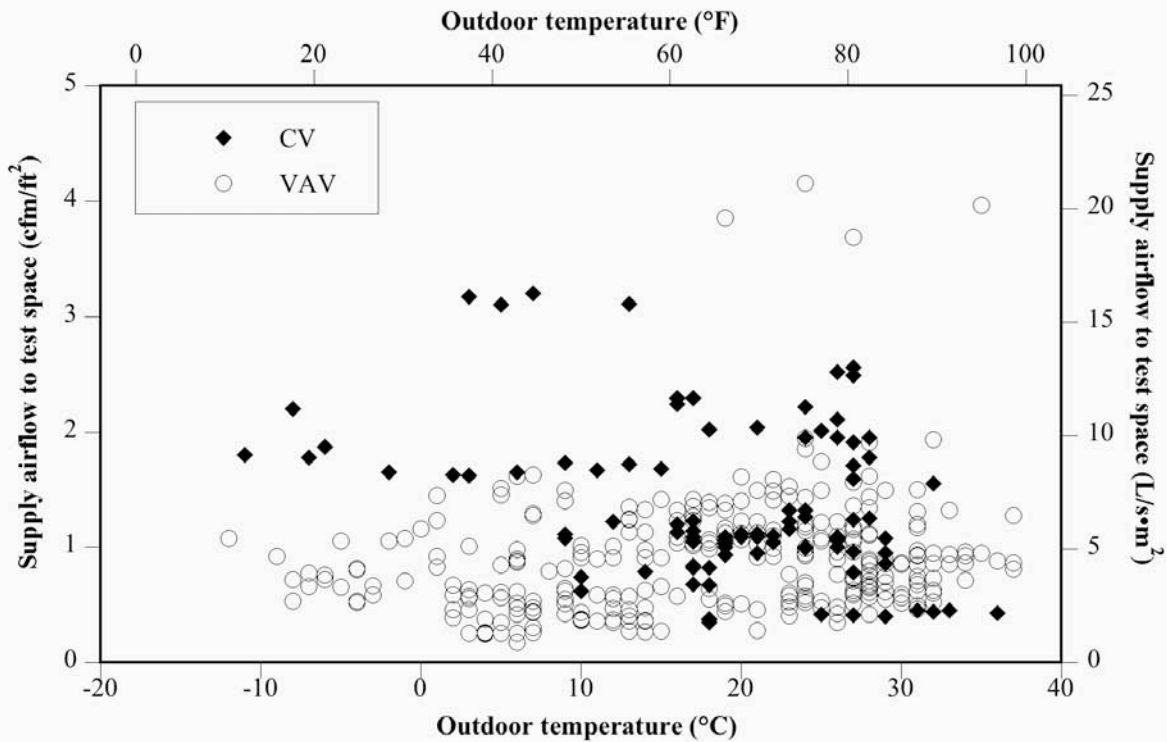 Outdoor temperature (°F)
0 20 40 60 80 100
5
4
3
2
1
0
Supply airflow to test space (cfm/ft²)
CV
VAV
25
20
15
10
5
0
Supply airflow to test space (L/s•m²)
-20 -10 0 10 20 30 40
Outdoor temperature (°C)